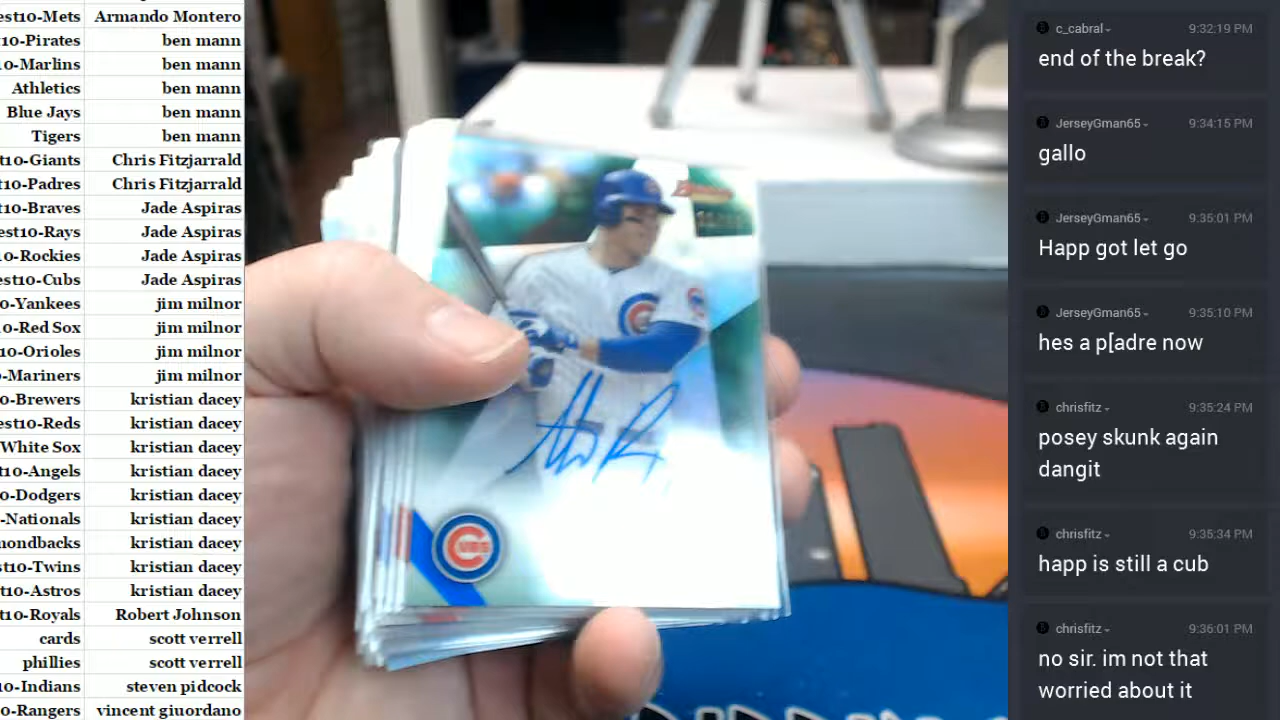 est10-Mets Armando Montero
10-Pirates ben mann
0-Marlins ben mann
Athletics ben mann
Blue Jays ben mann
Tigers ben mann
t10-Giants Chris Fitzjarrald
t10-Padres Chris Fitzjarrald
t10-Braves Jade Aspiras
est10-Rays Jade Aspiras
10-Rockies Jade Aspiras
est10-Cubs Jade Aspiras
0-Yankees jim milnor
0-Red Sox jim milnor
10-Orioles jim milnor
-Mariners jim milnor
0-Brewers kristian dacey
est10-Reds kristian dacey
White Sox kristian dacey
t10-Angels kristian dacey
0-Dodgers kristian dacey
-Nationals kristian dacey
mondbacks kristian dacey
st10-Twins kristian dacey
t10-Astros kristian dacey
t10-Royals Robert Johnson
cards scott verrell
phillies scott verrell
10-Indians steven pidcock
0-Rangers vincent giuordano
CUBS
c_cabral 9:32:19 PM
end of the break?
JerseyGman65 9:34:15 PM
gallo
JerseyGman65 9:35:01 PM
Happ got let go
JerseyGman65 9:35:10 PM
hes a p[adre now
chrisfitz 9:35:24 PM
posey skunk again
dangit
chrisfitz 9:35:34 PM
happ is still a cub
chrisfitz 9:36:01 PM
no sir. im not that
worried about it